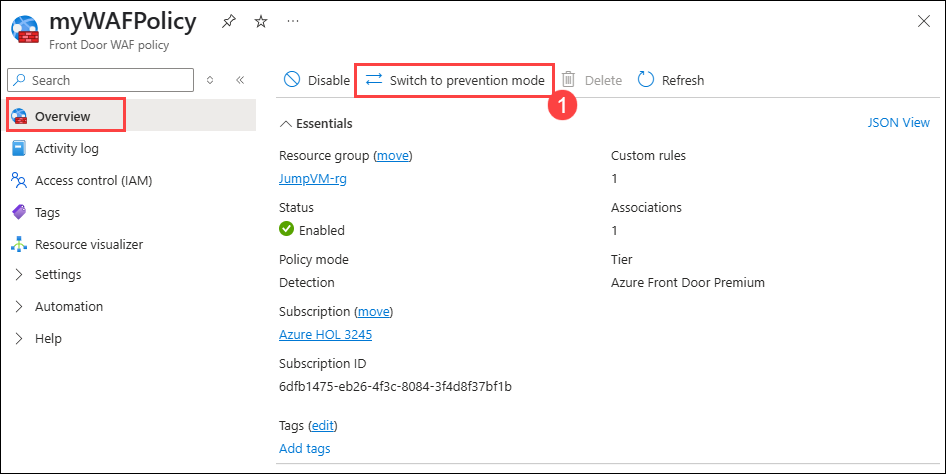 myWAFPolicy
Front Door WAF policy
Search
Overview
Activity log
Access control (IAM)
Tags
Resource visualizer
Settings
Automation
Help
Disable
Switch to prevention mode
Delete
Refresh
1
Essentials
JSON View
Resource group (move)
JumpVM-rg
Status
Enabled
Policy mode
Detection
Subscription (move)
Azure HOL 3245
Subscription ID
6dfb1475-eb26-4f3c-8084-3f4d8f37bf1b
Custom rules
1
Associations
1
Tier
Azure Front Door Premium
Tags (edit)
Add tags